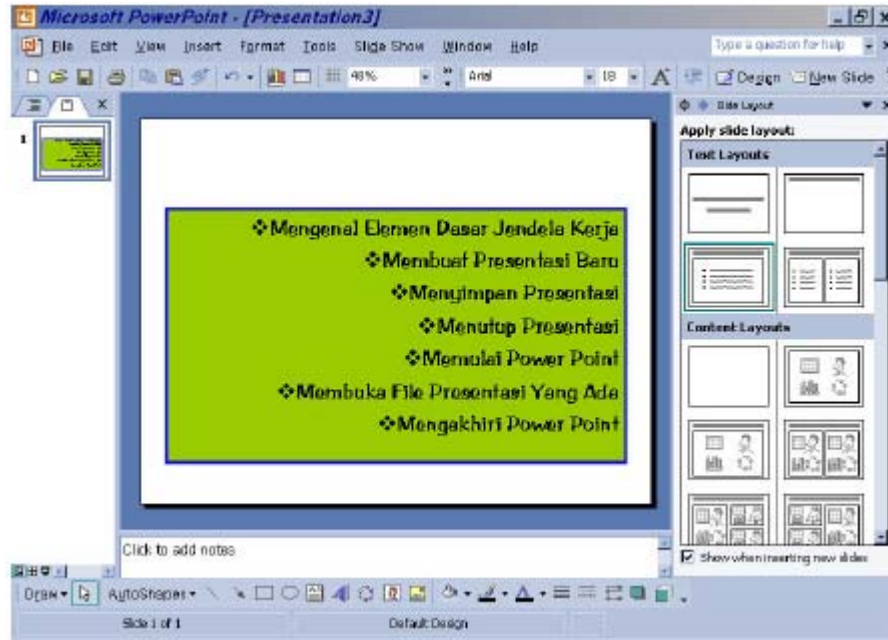 Microsoft PowerPoint - [Presentation3]
File Edit View Insert Format Tools Slide Show Window Help
Type a question for help
48% Arial 18 A Design New Slide
Slide Layout
Apply slide layout:
Text Layouts
1
❖Mengenal Elemen Dasar Jendela Kerja
❖Membuat Presentasi Baru
❖Menyimpan Presentasi
❖Menutup Presentasi
❖Memulai Power Point
❖Membuka File Presentasi Yang Ada
❖Mengakhiri Power Point
Content Layouts
Click to add notes
Show when inserting new slides
Draw AutoShapes A
Slide 1 of 1 Default Design